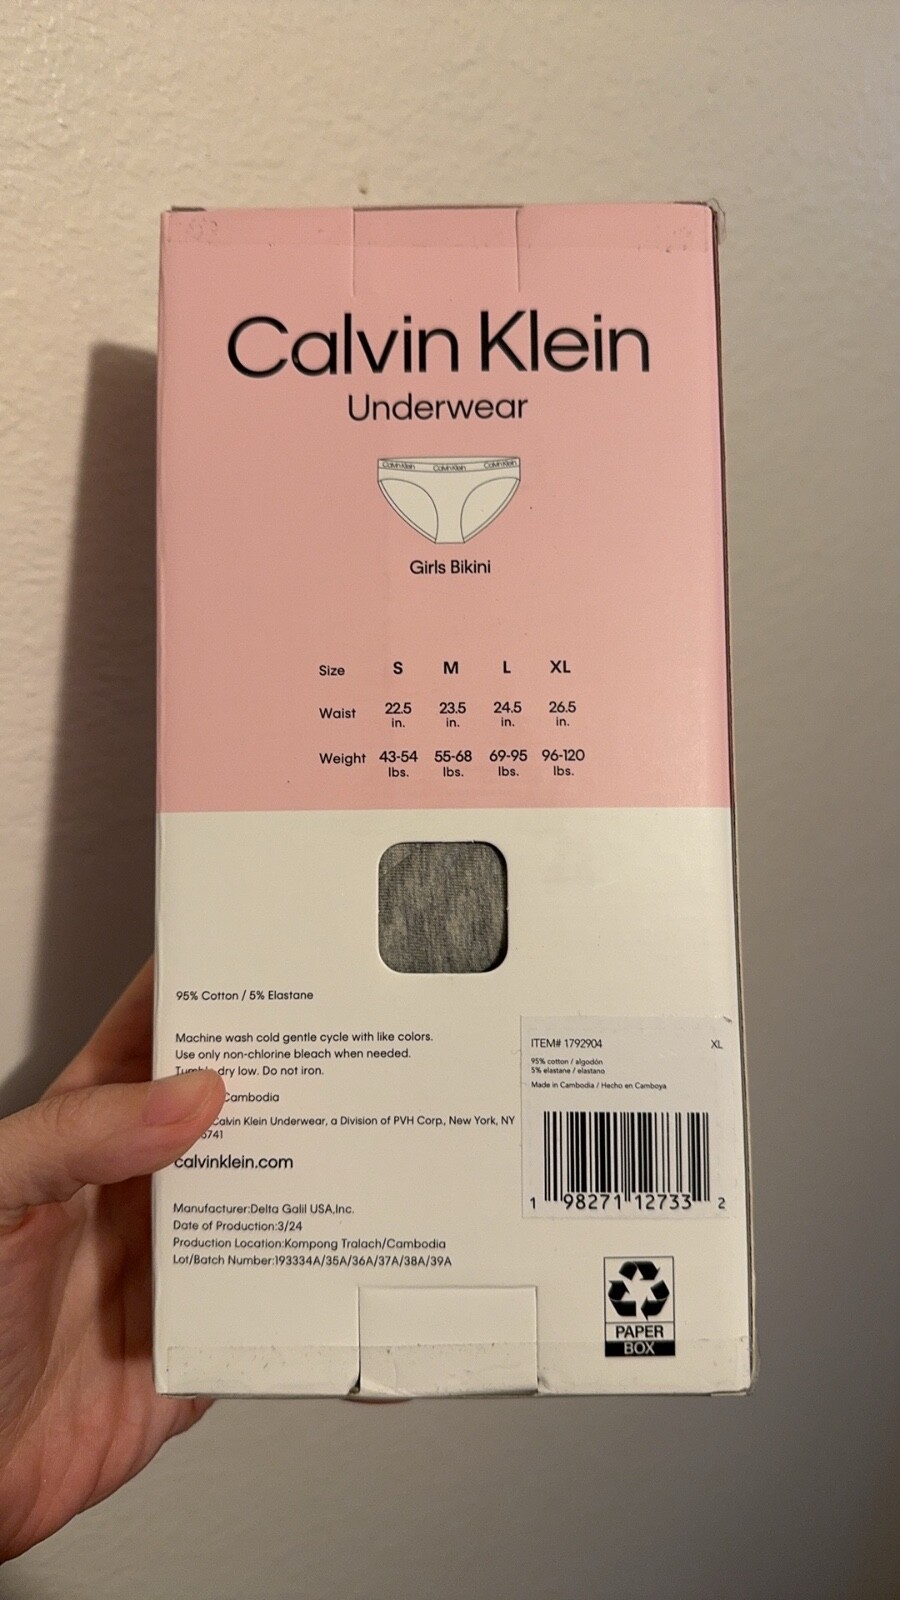 Calvin Klein
Underwear
Calvin Klein Calvin Klein Calvin Klein
Girls Bikini
Size S M L XL
Waist 22.5 in. 23.5 in. 24.5 in. 26.5 in.
Weight 43-54 lbs. 55-68 lbs. 69-95 lbs. 96-120 lbs.
95% Cotton / 5% Elastane
Machine wash cold gentle cycle with like colors.
Use only non-chlorine bleach when needed.
dry low. Do not iron.
Cambodia
Calvin Klein Underwear, a Division of PVH Corp., New York, NY
calvinklein.com
Manufacturer:Delta Galil USA,Inc.
Date of Production:3/24
Production Location:Kompong Tralach/Cambodia
Lot/Batch Number:193334A/35A/36A/37A/38A/39A
ITEM# 1792904 XL
95% cotton / algodón
5% elastane / elastano
Made in Cambodia / Hecho en Camboya
1 98271 12733 2
PAPER
BOX